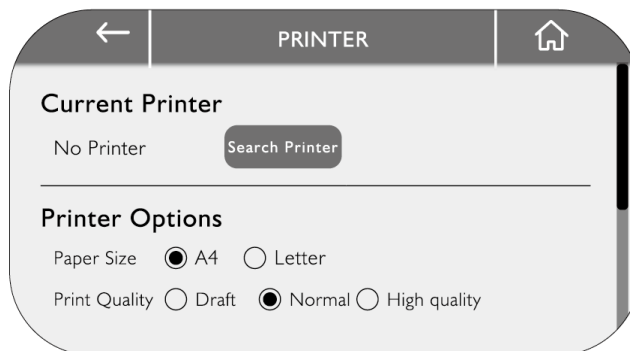 PRINTER
Current Printer
No Printer Search Printer
Printer Options
Paper Size A4 Letter
Print Quality Draft Normal High quality